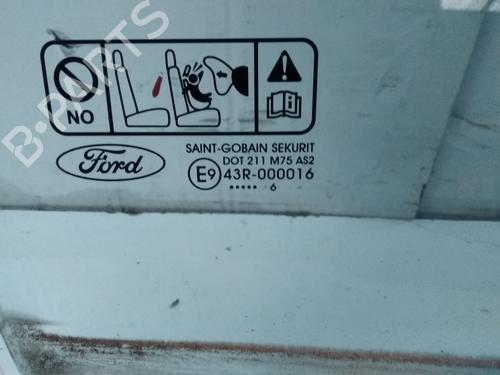 NO
Ford
SAINT-GOBAIN SEKURIT
DOT 211 M75 AS2
E9 43R-000016
..... 6
B-PARTS